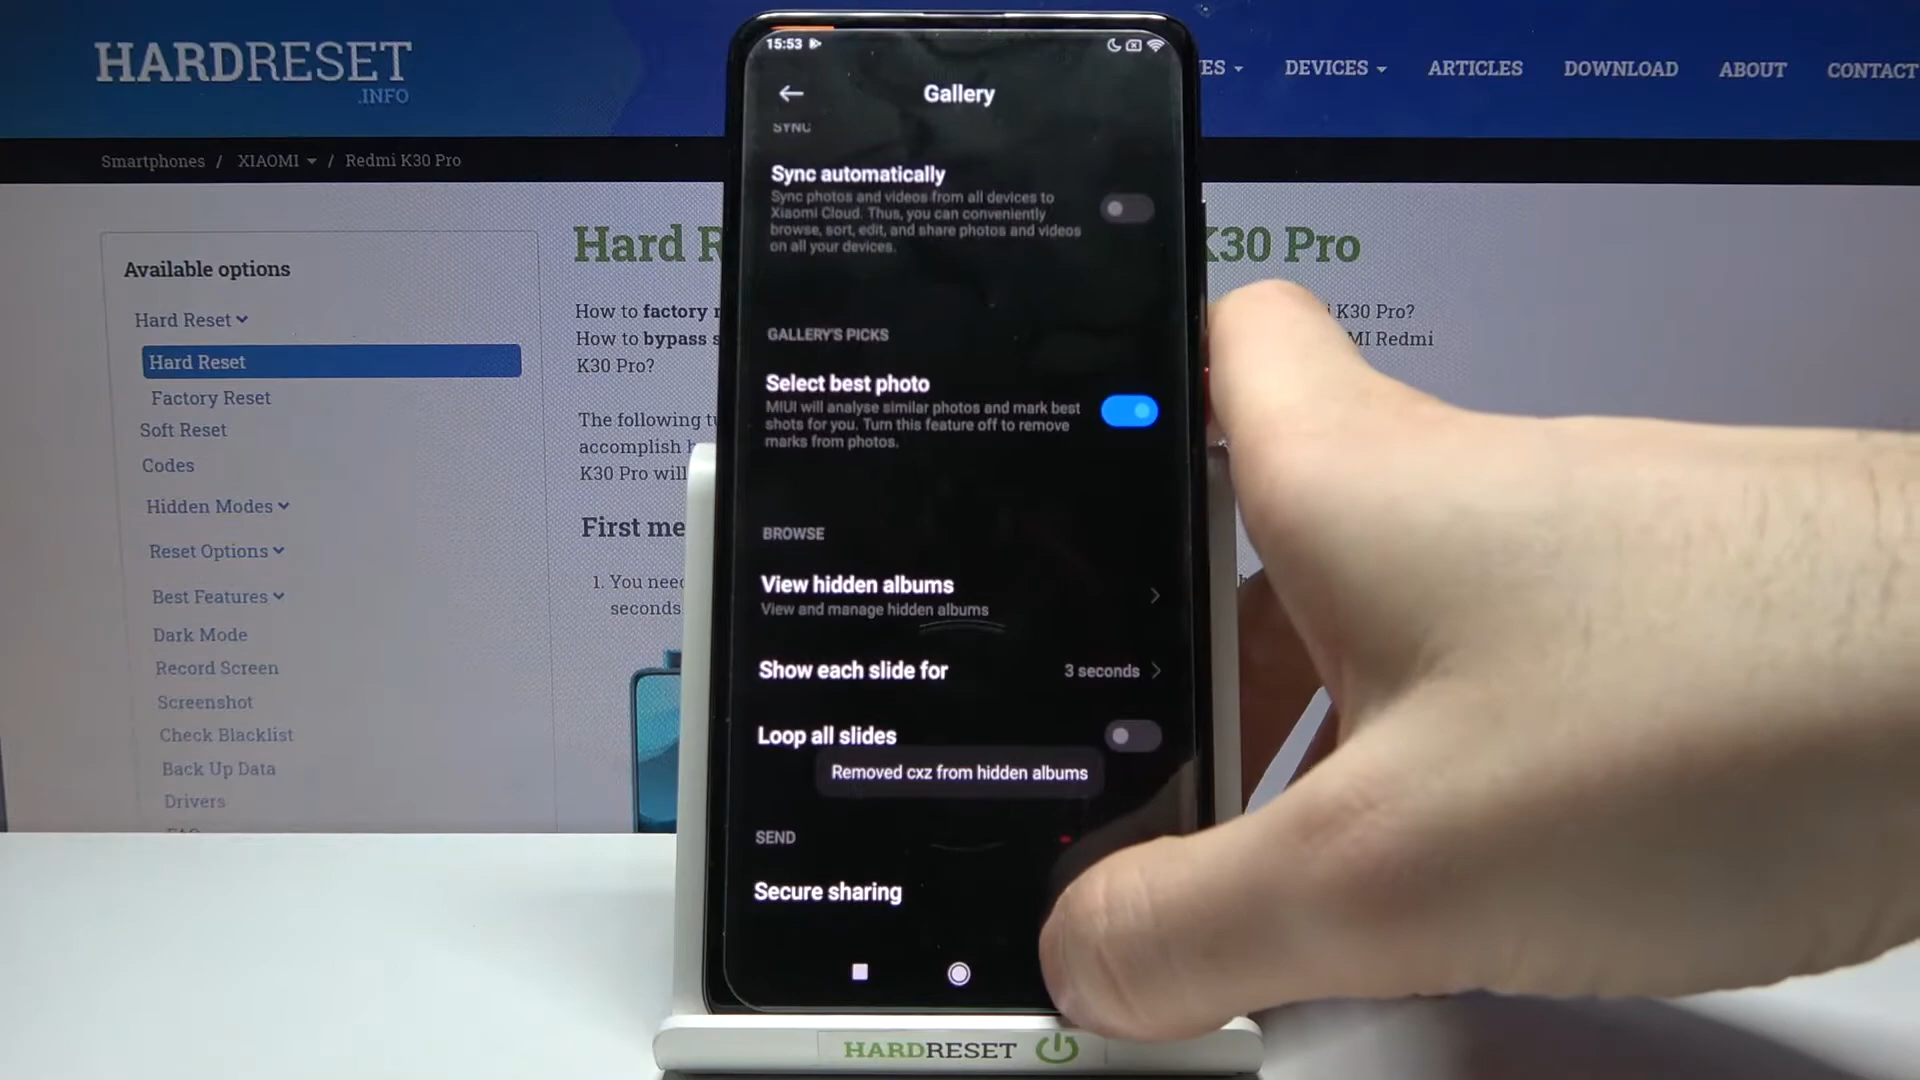 HARDRESET
.INFO
ES
DEVICES
ARTICLES
DOWNLOAD
ABOUT
CONTACT
Smartphones / XIAOMI / Redmi K30 Pro
Available options
Hard Reset
Hard Reset
Factory Reset
Soft Reset
Codes
Hidden Modes
Reset Options
Best Features
Dark Mode
Record Screen
Screenshot
Check Blacklist
Back Up Data
Drivers
Hard R
K30 Pro
How to factory r
K30 Pro?
How to bypass s
MI Redmi
K30 Pro?
The following tu
accomplish h
K30 Pro will
First me
1. You need
seconds
15:53
Gallery
SYNC
Sync automatically
Sync photos and videos from all devices to
Xiaomi Cloud. Thus, you can conveniently
browse, sort, edit, and share photos and videos
on all your devices.
GALLERY'S PICKS
Select best photo
MIUI will analyse similar photos and mark best
shots for you. Turn this feature off to remove
marks from photos.
BROWSE
View hidden albums
View and manage hidden albums
Show each slide for
3 seconds
Loop all slides
Removed cxz from hidden albums
SEND
Secure sharing
HARDRESET